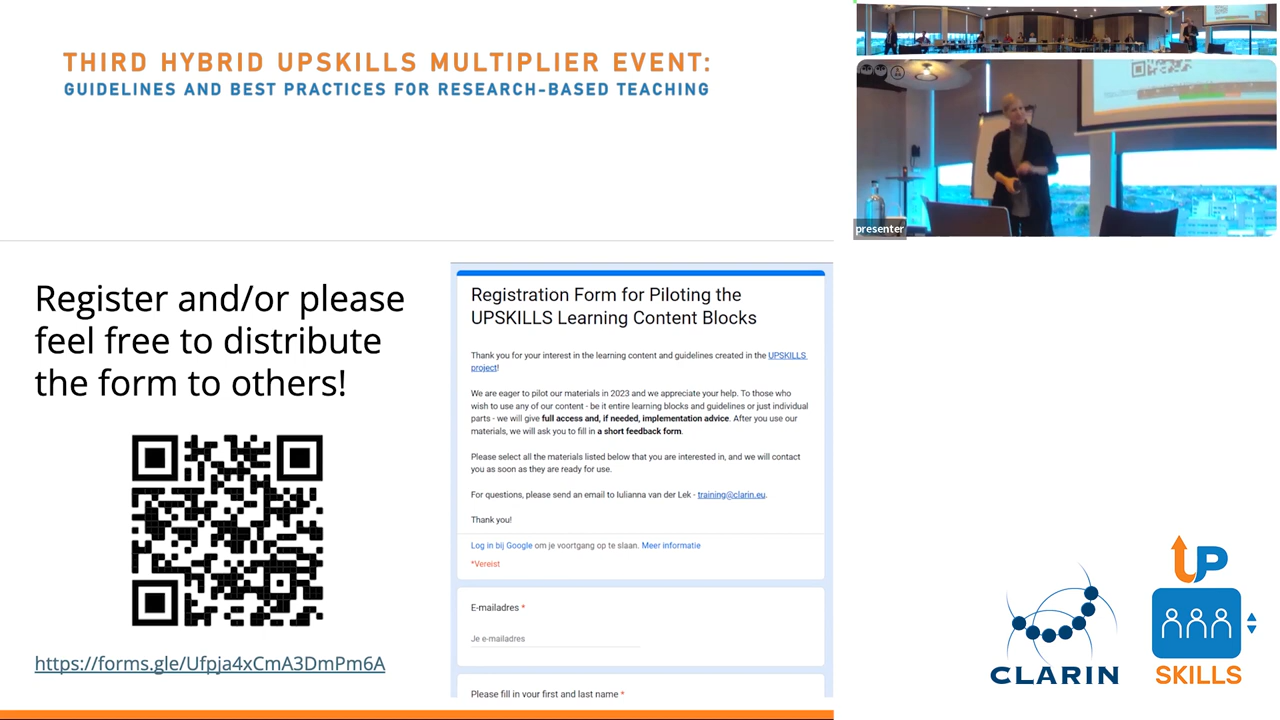 THIRD HYBRID UPSKILLS MULTIPLIER EVENT:
GUIDELINES AND BEST PRACTICES FOR RESEARCH-BASED TEACHING
presenter
Register and/or please
feel free to distribute
the form to others!
https://forms.gle/Ufpja4xCmA3DmPm6A
Registration Form for Piloting the
UPSKILLS Learning Content Blocks
Thank you for your interest in the learning content and guidelines created in the UPSKILLS
project!
We are eager to pilot our materials in 2023 and we appreciate your help. To those who
wish to use any of our content - be it entire learning blocks and guidelines or just individual
parts - we will give full access and, if needed, implementation advice. After you use our
materials, we will ask you to fill in a short feedback form.
Please select all the materials listed below that you are interested in, and we will contact
you as soon as they are ready for use.
For questions, please send an email to Iulianna van der Lek - training@clarin.eu.
Thank you!
Log in bij Google om je voortgang op te slaan. Meer informatie
*Vereist
E-mailadres *
Je e-mailadres
Please fill in your first and last name *
CLARIN
UP
SKILLS